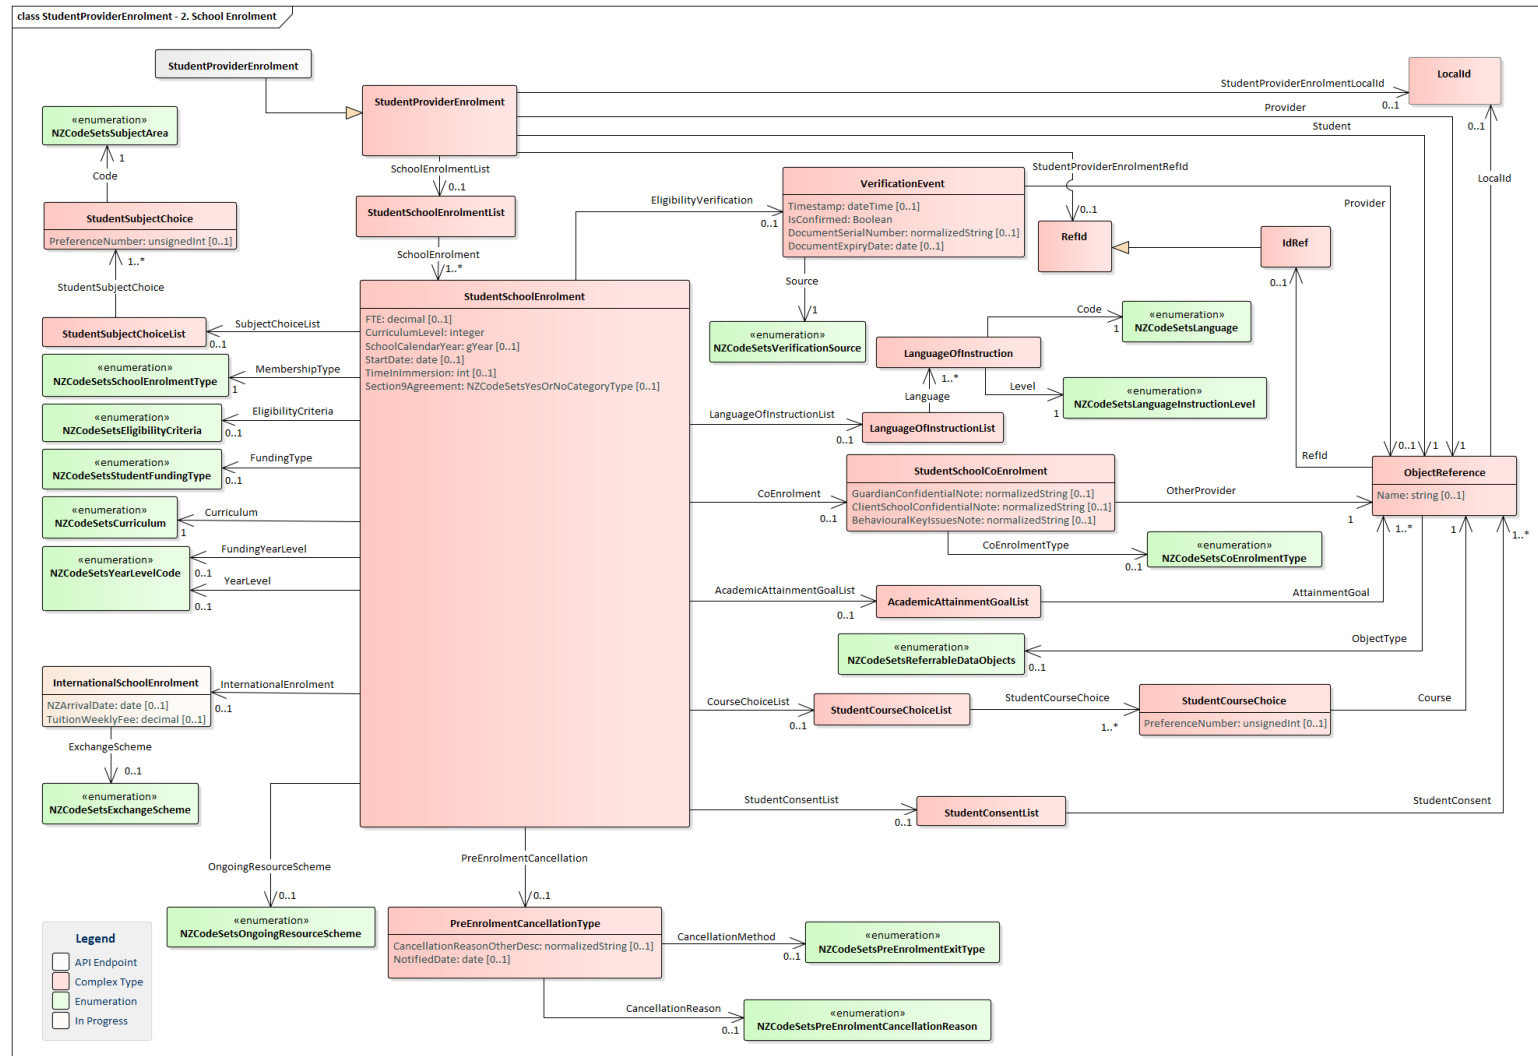 class StudentProviderEnrolment - 2. School Enrolment
StudentProviderEnrolment
StudentProviderEnrolment
StudentProviderEnrolmentLocalId
0..1
LocalId
Provider
Student
0..1
LocalId
«enumeration»
NZCodeSetsSubjectArea
1
Code
SchoolEnrolmentList
0..1
StudentProviderEnrolmentRefId
0..1
StudentSubjectChoice
PreferenceNumber: unsignedInt [0..1]
1..*
StudentSubjectChoice
StudentSchoolEnrolmentList
SchoolEnrolment
1..*
EligibilityVerification
0..1
VerificationEvent
Timestamp: dateTime [0..1]
IsConfirmed: Boolean
DocumentSerialNumber: normalizedString [0..1]
DocumentExpiryDate: date [0..1]
Provider
0..1
RefId
IdRef
0..1
RefId
Source
1
StudentSchoolEnrolment
FTE: decimal [0..1]
CurriculumLevel: integer
SchoolCalendarYear: gYear [0..1]
StartDate: date [0..1]
TimeInImmersion: int [0..1]
Section9Agreement: NZCodeSetsYesOrNoCategoryType [0..1]
StudentSubjectChoiceList
SubjectChoiceList
0..1
«enumeration»
NZCodeSetsVerificationSource
Code
1
«enumeration»
NZCodeSetsLanguage
LanguageOfInstruction
1..*
Language
Level
1
«enumeration»
NZCodeSetsLanguageInstructionLevel
«enumeration»
NZCodeSetsSchoolEnrolmentType
MembershipType
1
«enumeration»
NZCodeSetsEligibilityCriteria
EligibilityCriteria
0..1
LanguageOfInstructionList
0..1
LanguageOfInstructionList
1
1
«enumeration»
NZCodeSetsStudentFundingType
FundingType
0..1
StudentSchoolCoEnrolment
GuardianConfidentialNote: normalizedString [0..1]
ClientSchoolConfidentialNote: normalizedString [0..1]
BehaviouralKeyIssuesNote: normalizedString [0..1]
CoEnrolment
0..1
OtherProvider
1
ObjectReference
Name: string [0..1]
«enumeration»
NZCodeSetsCurriculum
Curriculum
1
CoEnrolmentType
0..1
«enumeration»
NZCodeSetsCoEnrolmentType
1..*
1
1..*
«enumeration»
NZCodeSetsYearLevelCode
FundingYearLevel
0..1
YearLevel
0..1
AcademicAttainmentGoalList
0..1
AcademicAttainmentGoalList
AttainmentGoal
«enumeration»
NZCodeSetsReferrableDataObjects
ObjectType
0..1
InternationalSchoolEnrolment
NZArrivalDate: date [0..1]
TuitionWeeklyFee: decimal [0..1]
InternationalEnrolment
0..1
CourseChoiceList
0..1
StudentCourseChoiceList
StudentCourseChoice
1..*
StudentCourseChoice
PreferenceNumber: unsignedInt [0..1]
Course
ExchangeScheme
0..1
«enumeration»
NZCodeSetsExchangeScheme
StudentConsentList
0..1
StudentConsentList
StudentConsent
OngoingResourceScheme
0..1
PreEnrolmentCancellation
0..1
«enumeration»
NZCodeSetsOngoingResourceScheme
PreEnrolmentCancellationType
CancellationReasonOtherDesc: normalizedString [0..1]
NotifiedDate: date [0..1]
CancellationMethod
0..1
«enumeration»
NZCodeSetsPreEnrolmentExitType
CancellationReason
0..1
«enumeration»
NZCodeSetsPreEnrolmentCancellationReason
Legend
API Endpoint
Complex Type
Enumeration
In Progress